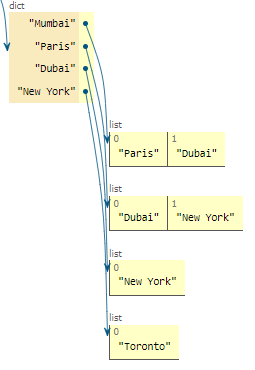 dict
"Mumbai"
"Paris"
"Dubai"
"New York"
list
0 1
"Paris" "Dubai"
list
0 1
"Dubai" "New York"
list
0
"New York"
list
0
"Toronto"